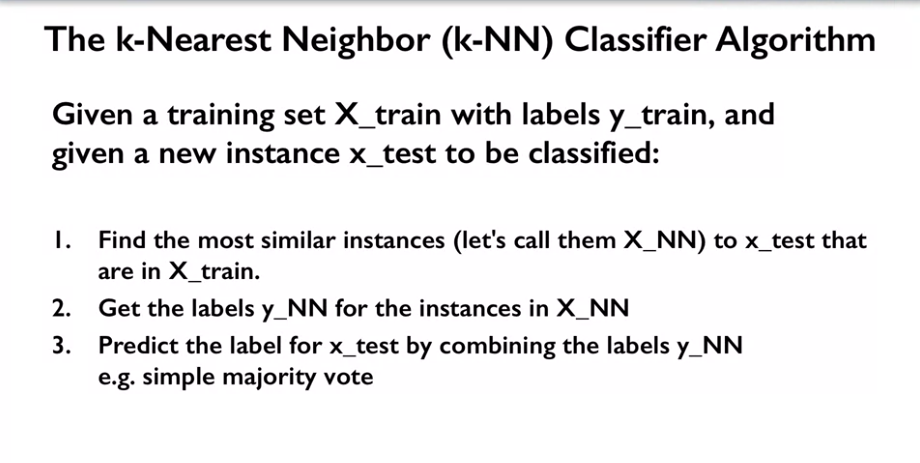 The k-Nearest Neighbor (k-NN) Classifier Algorithm
Given a training set X_train with labels y_train, and
given a new instance x_test to be classified:
1. Find the most similar instances (let's call them X_NN) to x_test that
are in X_train.
2. Get the labels y_NN for the instances in X_NN
3. Predict the label for x_test by combining the labels y_NN
e.g. simple majority vote